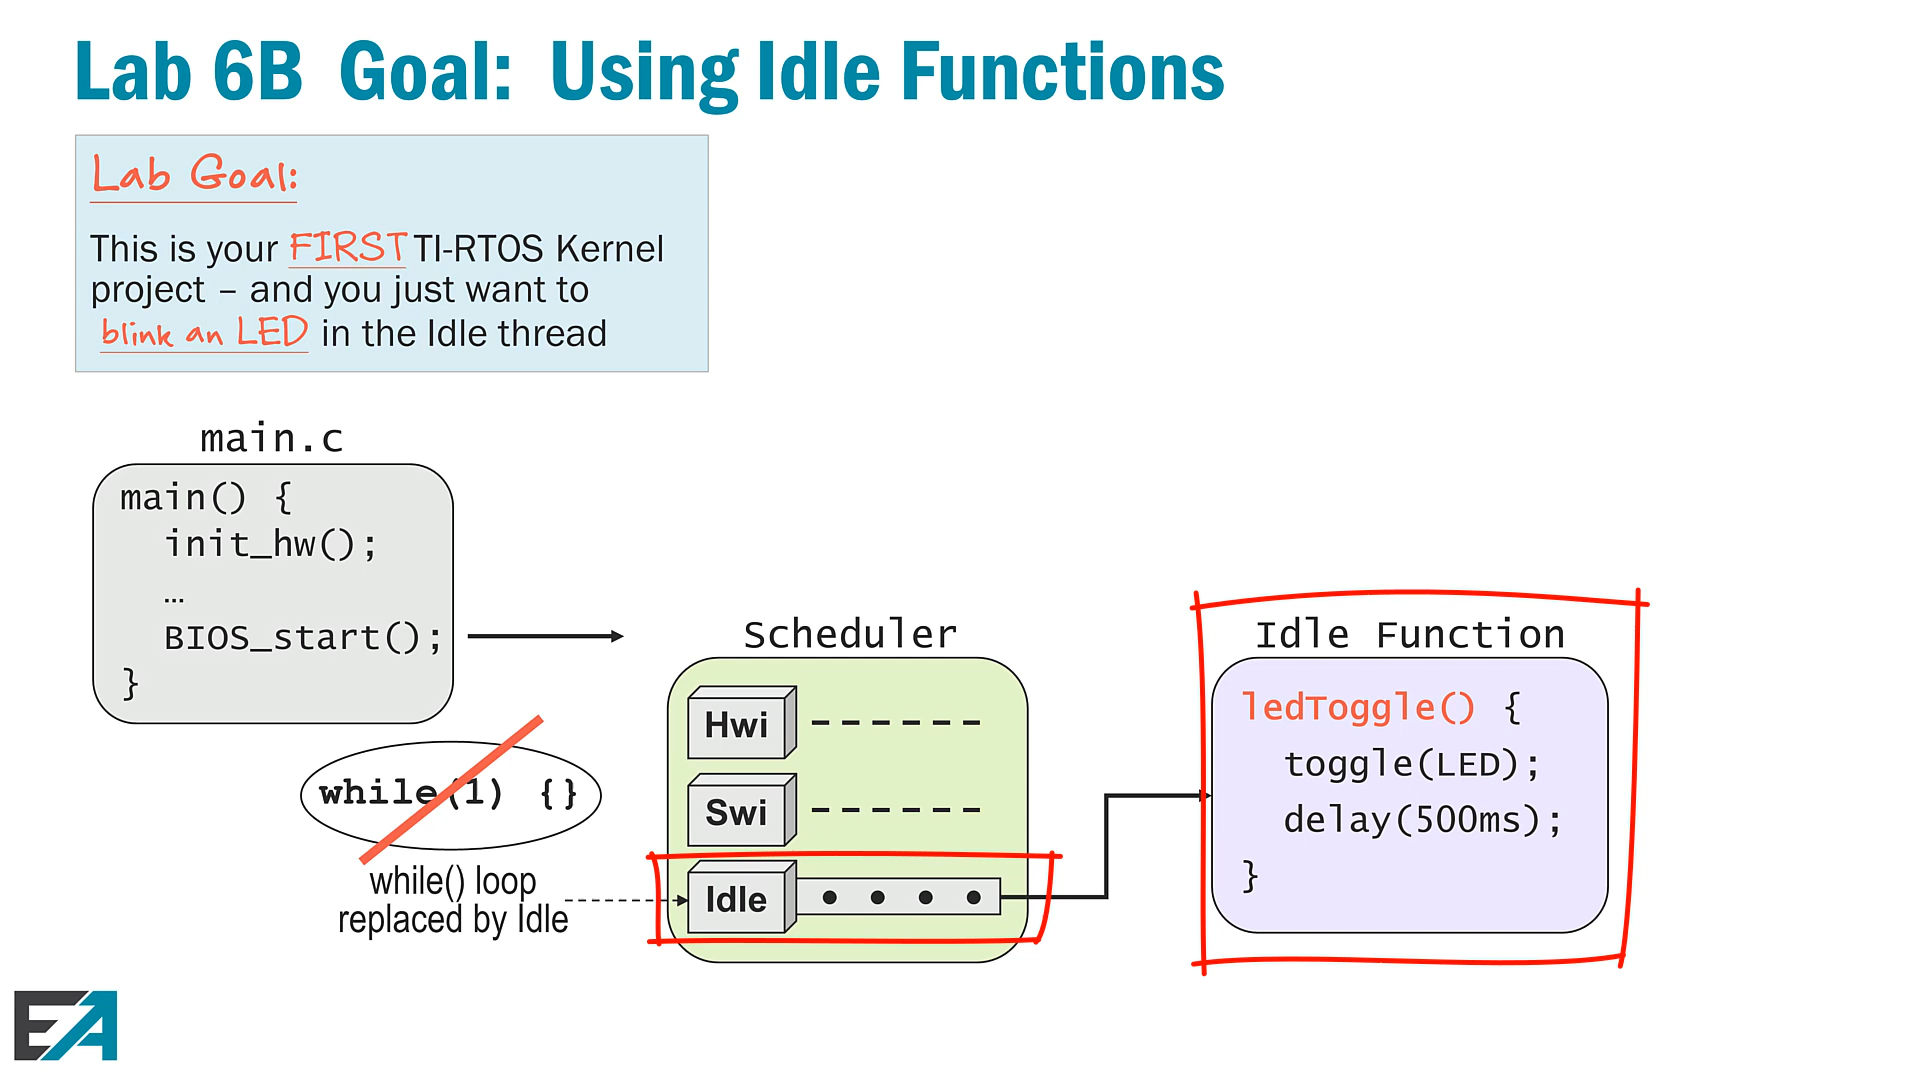 Lab 6B Goal: Using Idle Functions
Lab Goal:
This is your FIRST TI-RTOS Kernel
project – and you just want to
blink an LED in the Idle thread
main.c
main() {
init_hw();
…
BIOS_start();
}
while(1) {}
while() loop
replaced by Idle
Scheduler
Hwi
Swi
Idle
Idle Function
ledToggle() {
toggle(LED);
delay(500ms);
}
EA